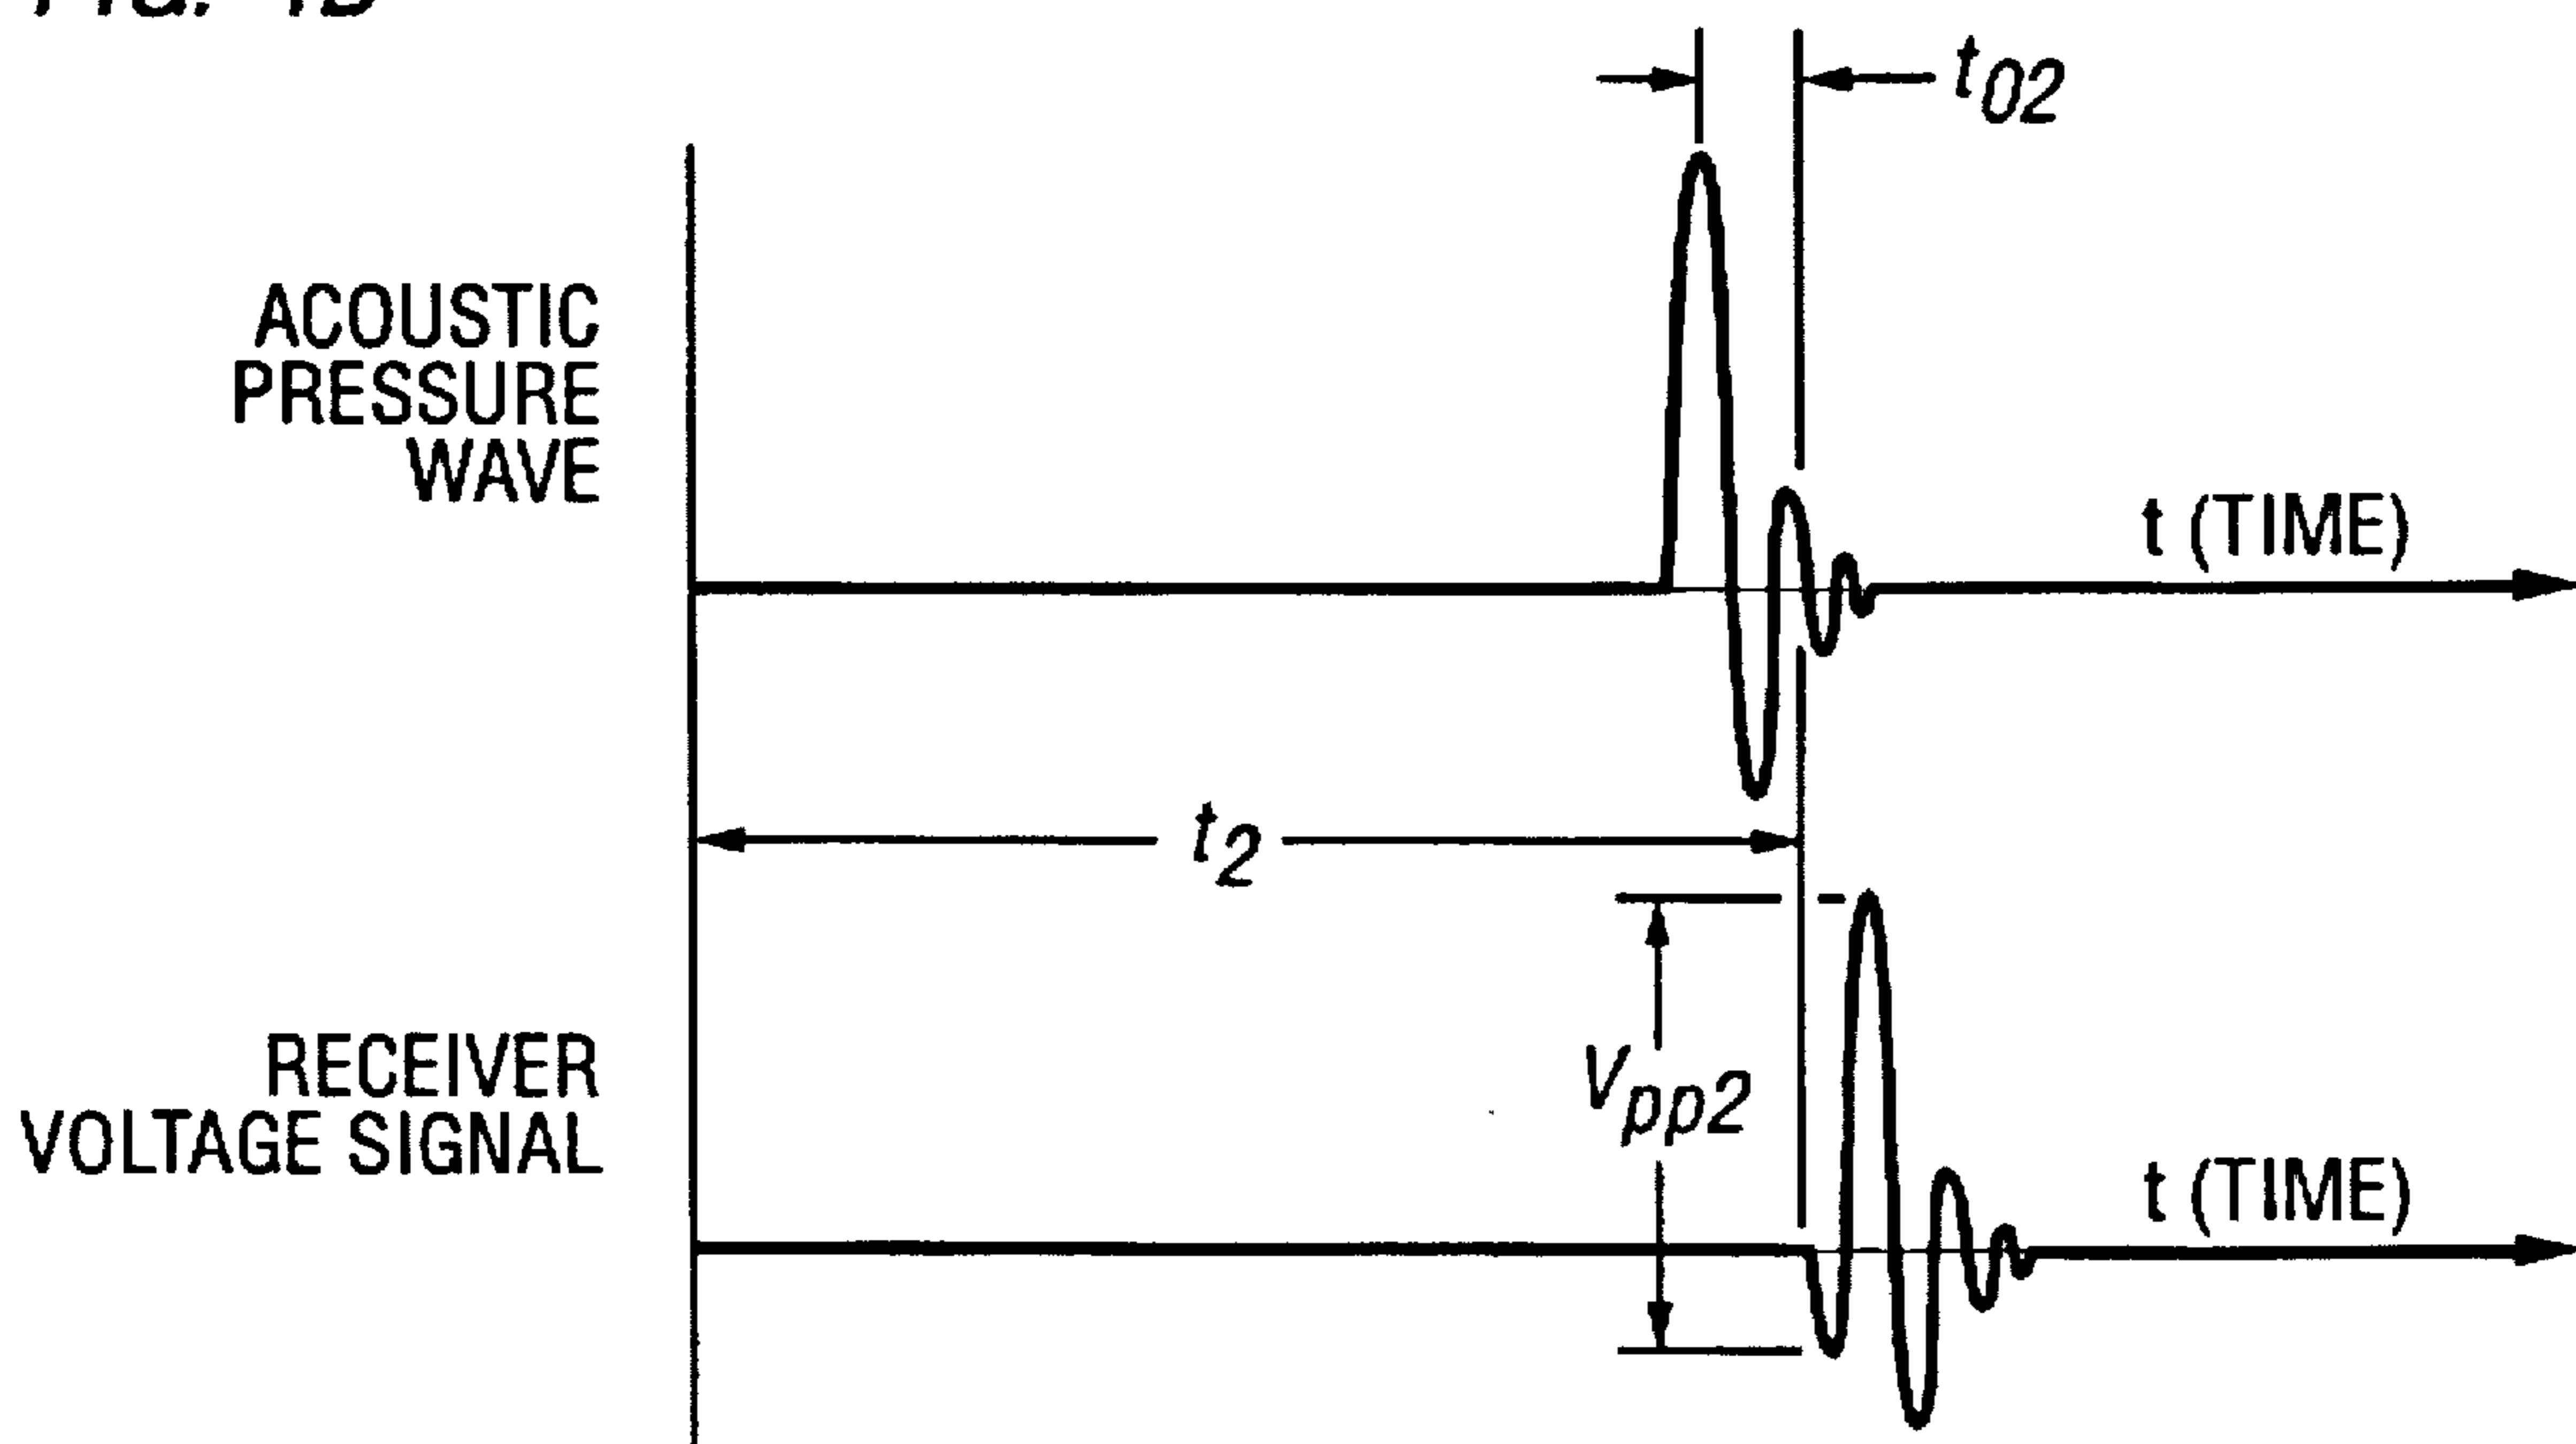 t02
ACOUSTIC
PRESSURE
WAVE
t (TIME)
t2
Vpp2
RECEIVER
VOLTAGE SIGNAL
t (TIME)